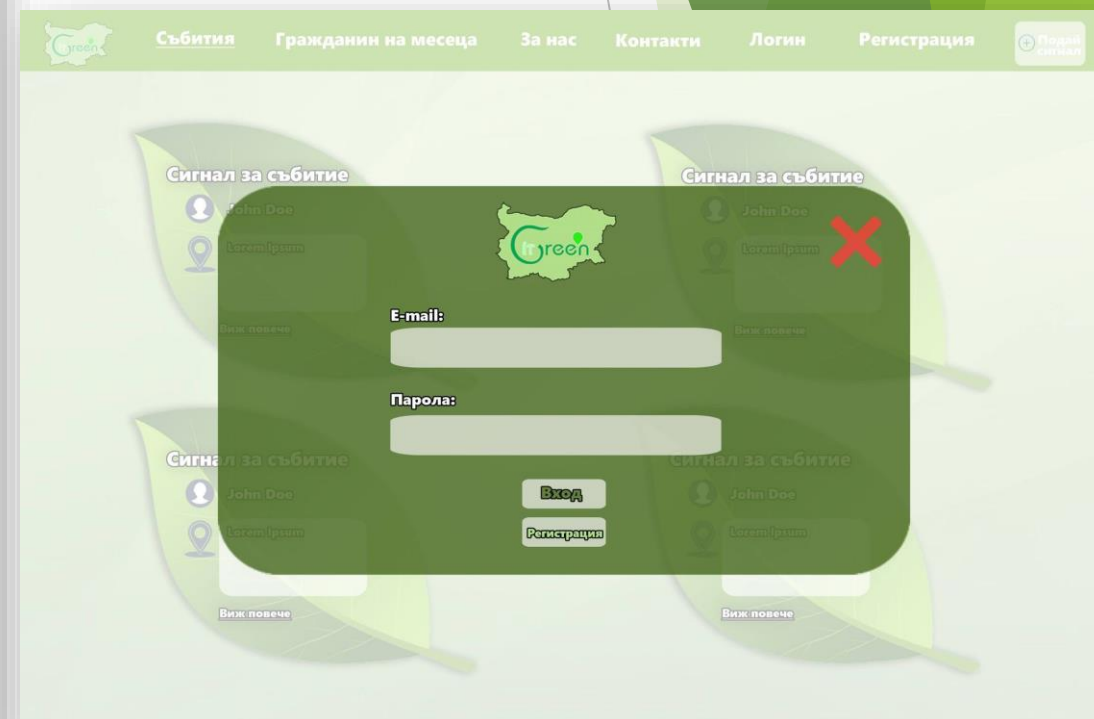 Green
Събития
Гражданин на месеца
За нас
Контакти
Логин
Регистрация
Подай
сигнал
Сигнал за събитие
John Doe
Lorem Ipsum
Виж повече
Сигнал за събитие
John Doe
Lorem Ipsum
Виж повече
It Green
E-mail:
Парола:
Вход
Регистрация
Сигнал за събитие
John Doe
Lorem Ipsum
Виж повече
Сигнал за събитие
John Doe
Lorem Ipsum
Виж повече